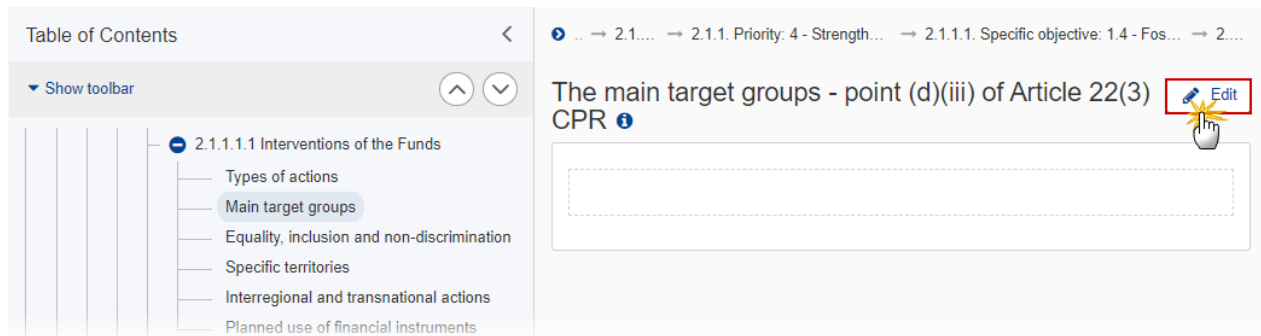 Table of Contents
.. → 2.1.... → 2.1.1. Priority: 4 - Strength... → 2.1.1.1. Specific objective: 1.4 - Fos... → 2....
Show toolbar
The main target groups - point (d)(iii) of Article 22(3)
CPR
Edit
2.1.1.1.1 Interventions of the Funds
Types of actions
Main target groups
Equality, inclusion and non-discrimination
Specific territories
Interregional and transnational actions
Planned use of financial instruments